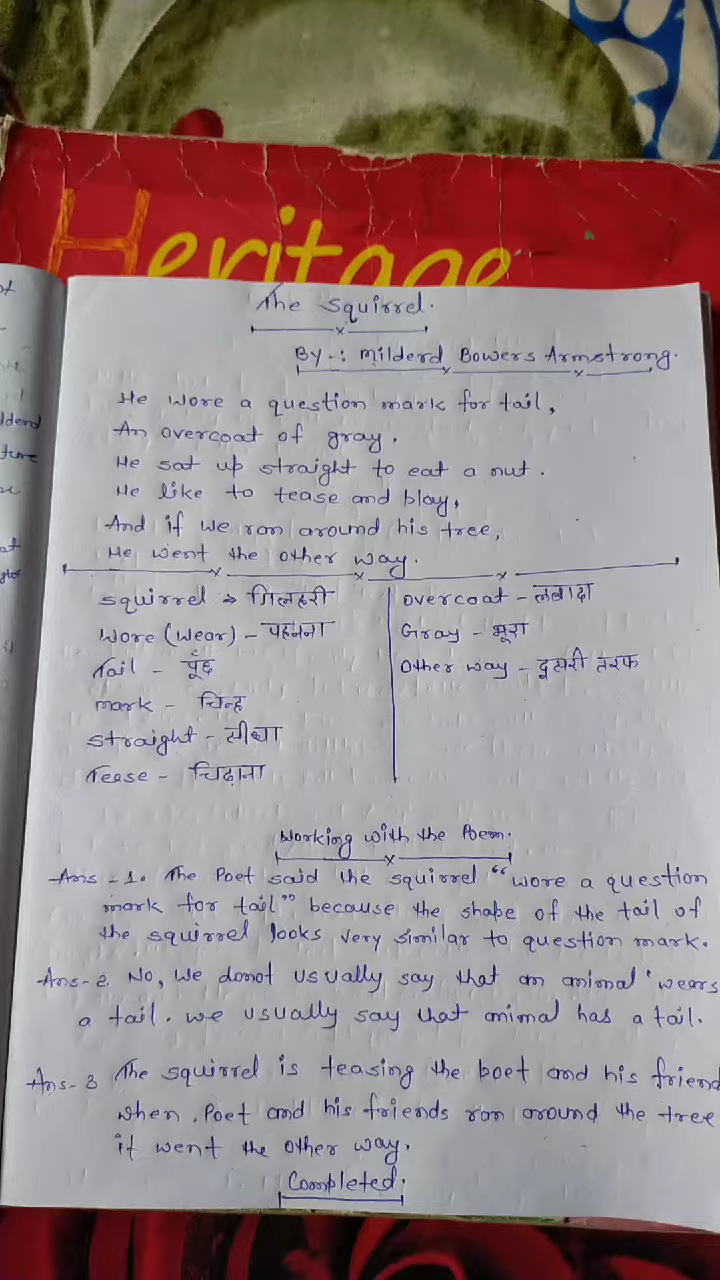 Heritage
The Squirrel.
By -: Milderd Bowers Armstrong.
He wore a question mark for tail,
An overcoat of gray,
He sat up straight to eat a nut.
He like to tease and play,
And if we ran around his tree,
He went the other way.
Squirrel → गिलहरी
Wore (Wear) - पहनना
Tail - पूँछ
mark - चिन्ह
Straight - सीधा
Tease - चिढ़ाना
Overcoat - लबादा
Gray - भूरा
Other way - दूसरी तरफ
Working with the Poem.
Ans - 1. The Poet said the squirrel "wore a question
mark for tail" because the shape of the tail of
the squirrel looks very similar to question mark.
Ans- 2. No, We donot usually say that an animal 'wears
a tail. we usually say that animal has a tail.
Ans- 3 The squirrel is teasing the poet and his friend
when, Poet and his friends ran around the tree
it went the other way.
Completed.